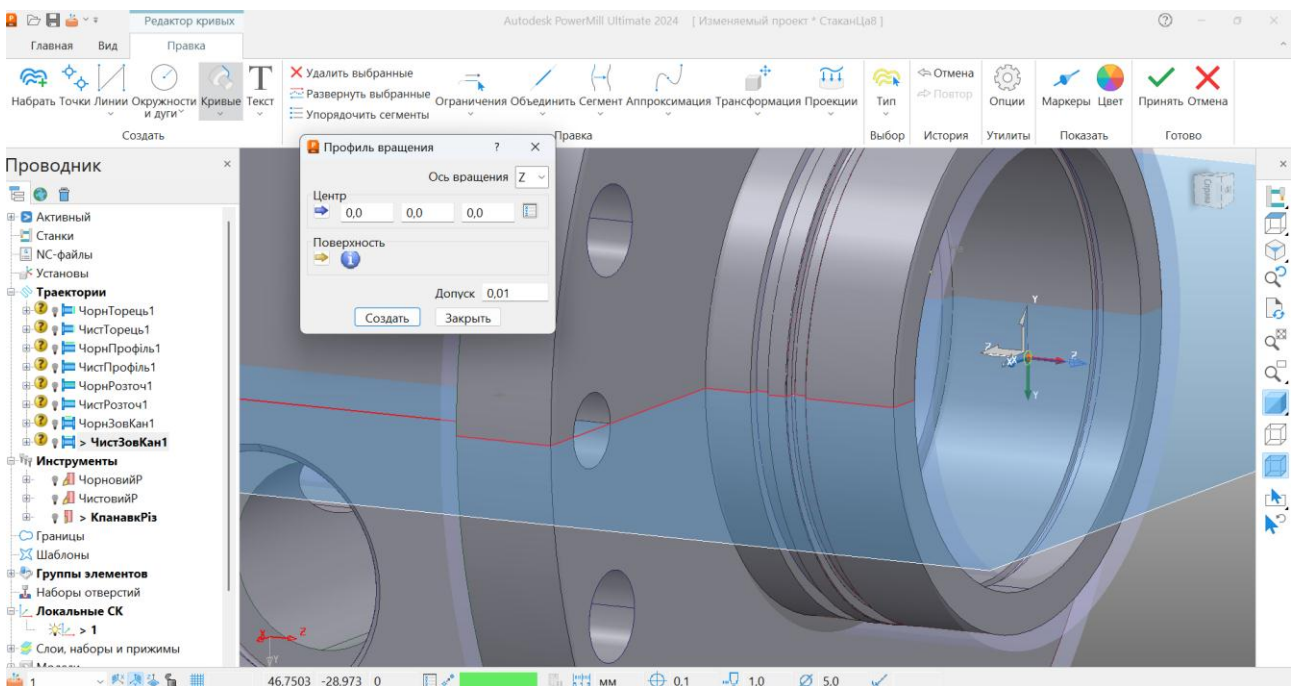 Редактор кривых
Autodesk PowerMill Ultimate 2024 [ Изменяемый проект * СтаканЦа8 ]
Главная Вид Правка
Набрать Точки Линии Окружности и дуги Кривые Текст
Удалить выбранные
Развернуть выбранные
Упорядочить сегменты
Ограничения Объединить Сегмент Аппроксимация Трансформация Проекции
Тип
Отмена
Повтор
Опции
Маркеры Цвет
Принять Отмена
Создать Правка Выбор История Утилиты Показать Готово
Профиль вращения ? ×
Ось вращения Z
Центр
0,0 0,0 0,0
Поверхность
Допуск 0,01
Создать Закрыть
Проводник
Активный
Станки
NC-файлы
Установы
Траектории
ЧорнТорець1
ЧистТорець1
ЧорнПрофіль1
ЧистПрофіль1
ЧорнРозточ1
ЧистРозточ1
ЧорнЗовКан1
> ЧистЗовКан1
Инструменты
ЧорновийР
ЧистовийР
> КпанавкРіз
Границы
Шаблоны
Группы элементов
Наборы отверстий
Локальные СК
> 1
Слои, наборы и прижимы
Справа
Y
Z
Z
Y
X
Z
Y
1 46.7503 -28.973 0 мм 0.1 1.0 5.0